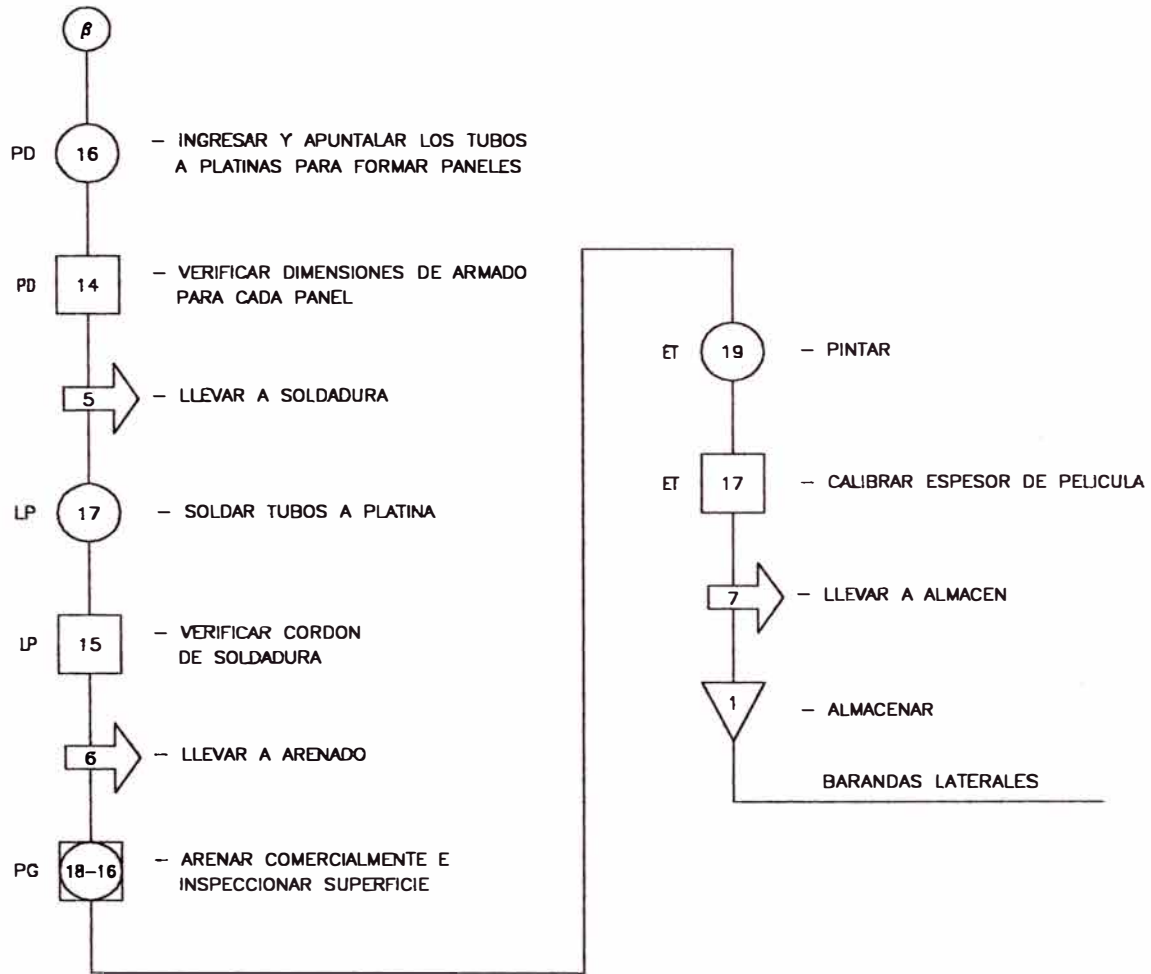 β
PD 16 – INGRESAR Y APUNTALAR LOS TUBOS
A PLATINAS PARA FORMAR PANELES
PD 14 – VERIFICAR DIMENSIONES DE ARMADO
PARA CADA PANEL
5 – LLEVAR A SOLDADURA
LP 17 – SOLDAR TUBOS A PLATINA
LP 15 – VERIFICAR CORDON
DE SOLDADURA
6 – LLEVAR A ARENADO
PG 18–16 – ARENAR COMERCIALMENTE E
INSPECCIONAR SUPERFICIE
ET 19 – PINTAR
ET 17 – CALIBRAR ESPESOR DE PELICULA
7 – LLEVAR A ALMACEN
1 – ALMACENAR
BARANDAS LATERALES